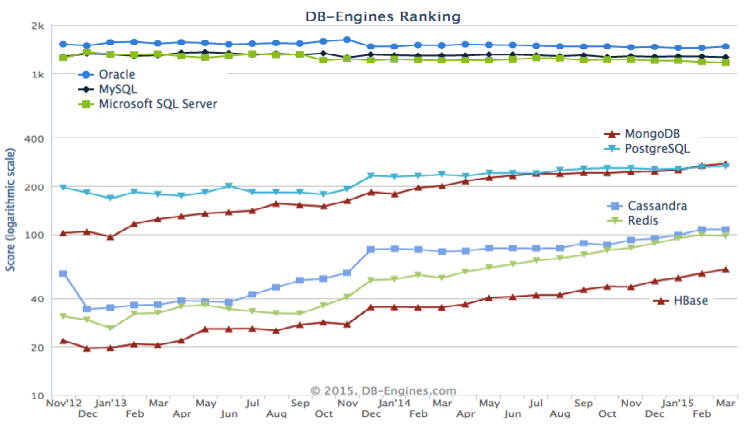 DB-Engines Ranking
2k
1k
400
200
100
40
20
10
Score (logarithmic scale)
Oracle
MySQL
Microsoft SQL Server
MongoDB
PostgreSQL
Cassandra
Redis
HBase
© 2015, DB-Engines.com
Nov'12 Jan'13 Mar May Jul Sep Nov Jan'14 Mar May Jul Sep Nov Jan'15 Mar
Dec Feb Apr Jun Aug Oct Dec Feb Apr Jun Aug Oct Dec Feb